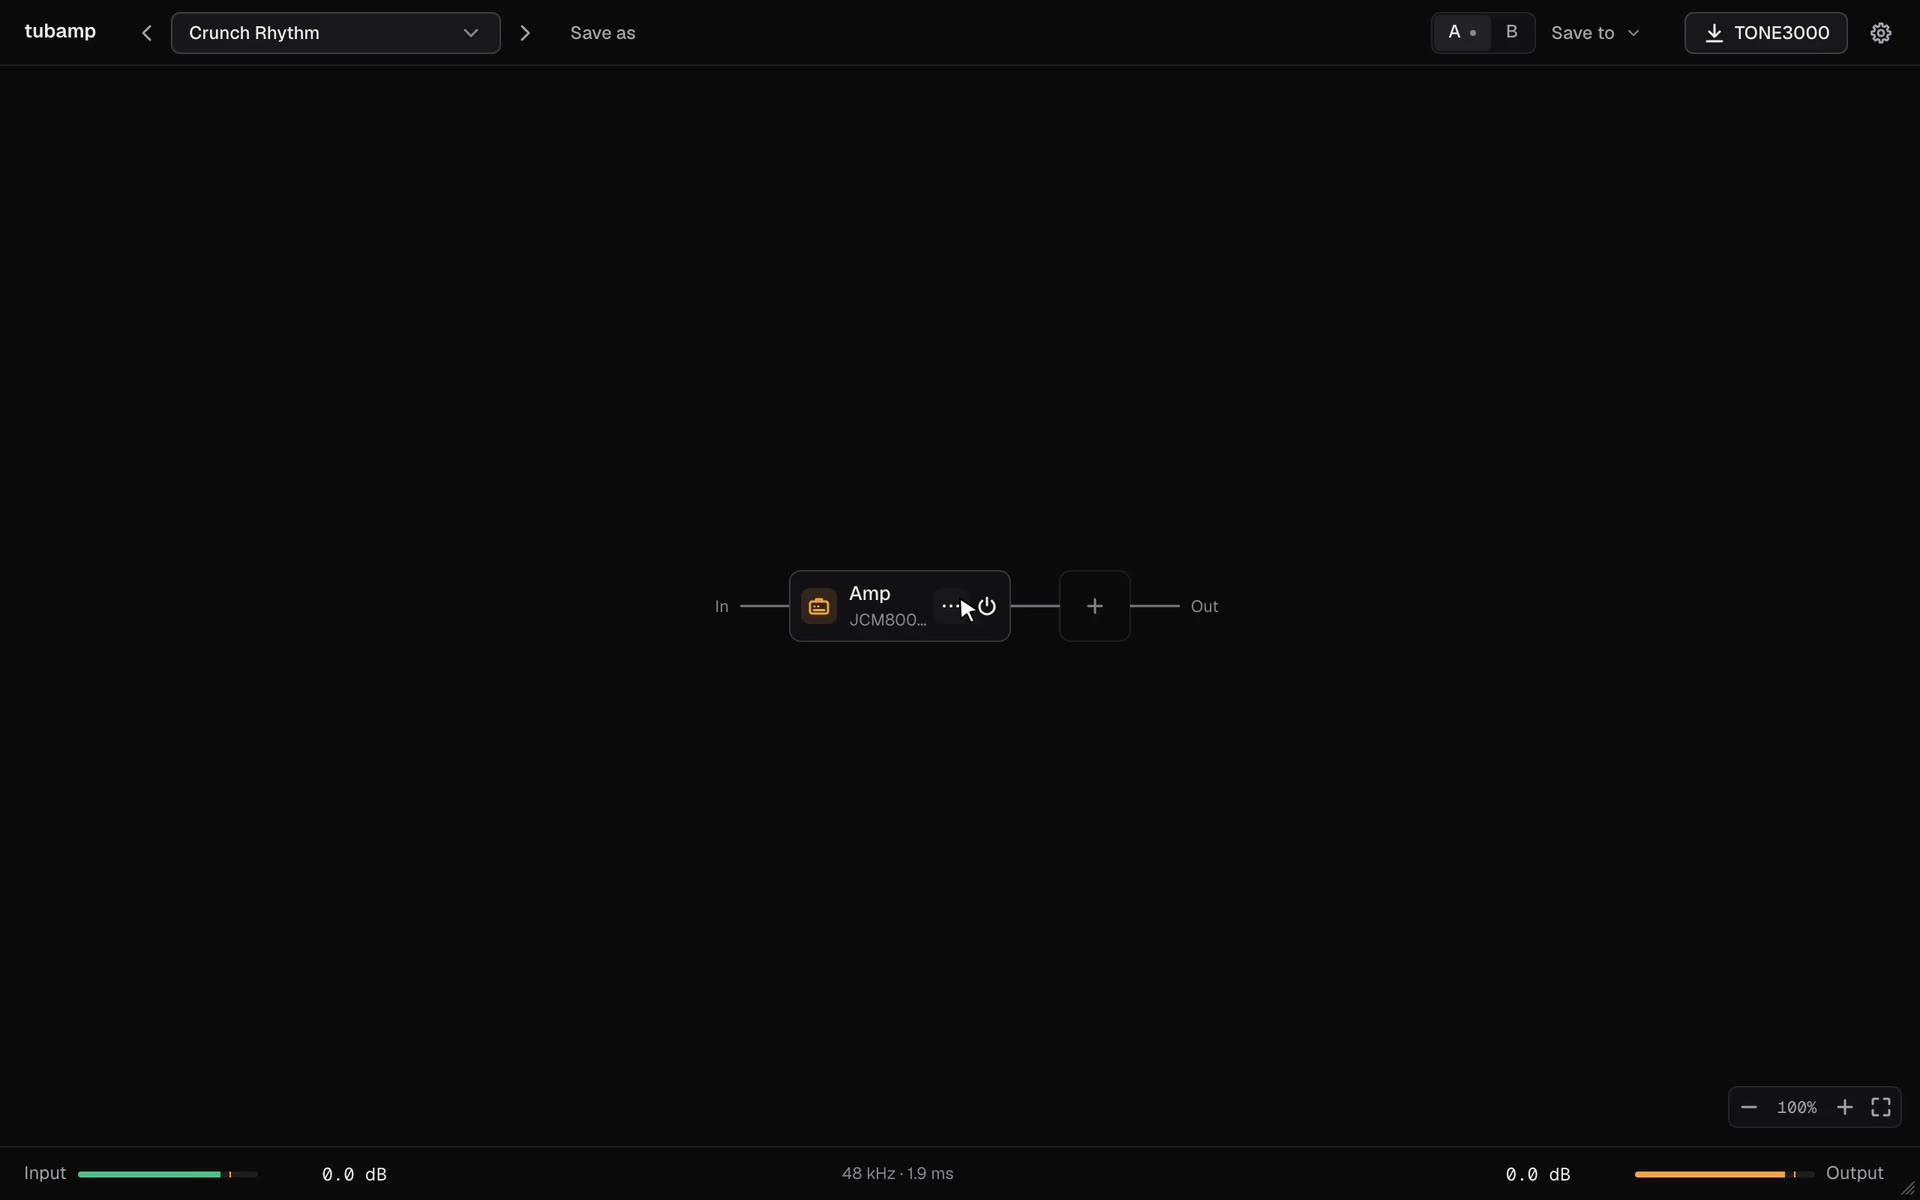 tubamp
Crunch Rhythm
Save as
A
B
Save to
TONE3000
In
Amp
JCM800...
Out
100%
Input
0.0 dB
48 kHz · 1.9 ms
0.0 dB
Output